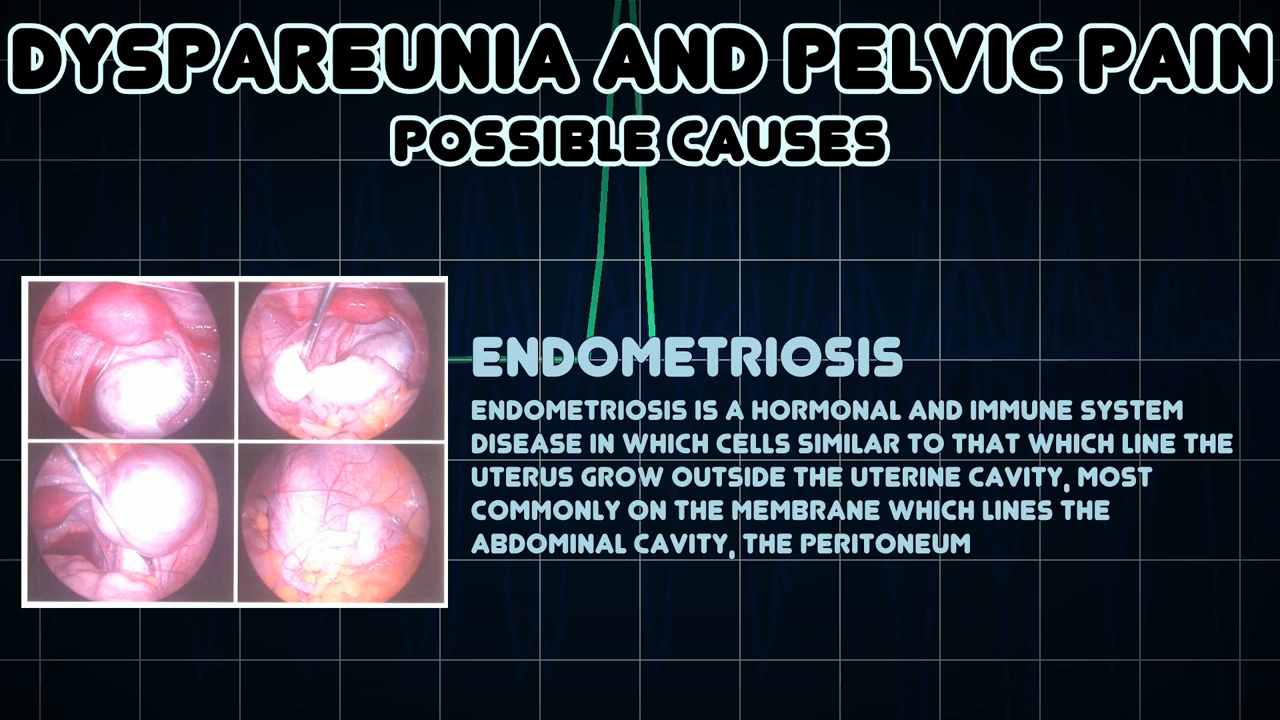 DYSPAREUNIA AND PELVIC PAIN
POSSIBLE CAUSES
ENDOMETRIOSIS
ENDOMETRIOSIS IS A HORMONAL AND IMMUNE SYSTEM
DISEASE IN WHICH CELLS SIMILAR TO THAT WHICH LINE THE
UTERUS GROW OUTSIDE THE UTERINE CAVITY, MOST
COMMONLY ON THE MEMBRANE WHICH LINES THE
ABDOMINAL CAVITY, THE PERITONEUM